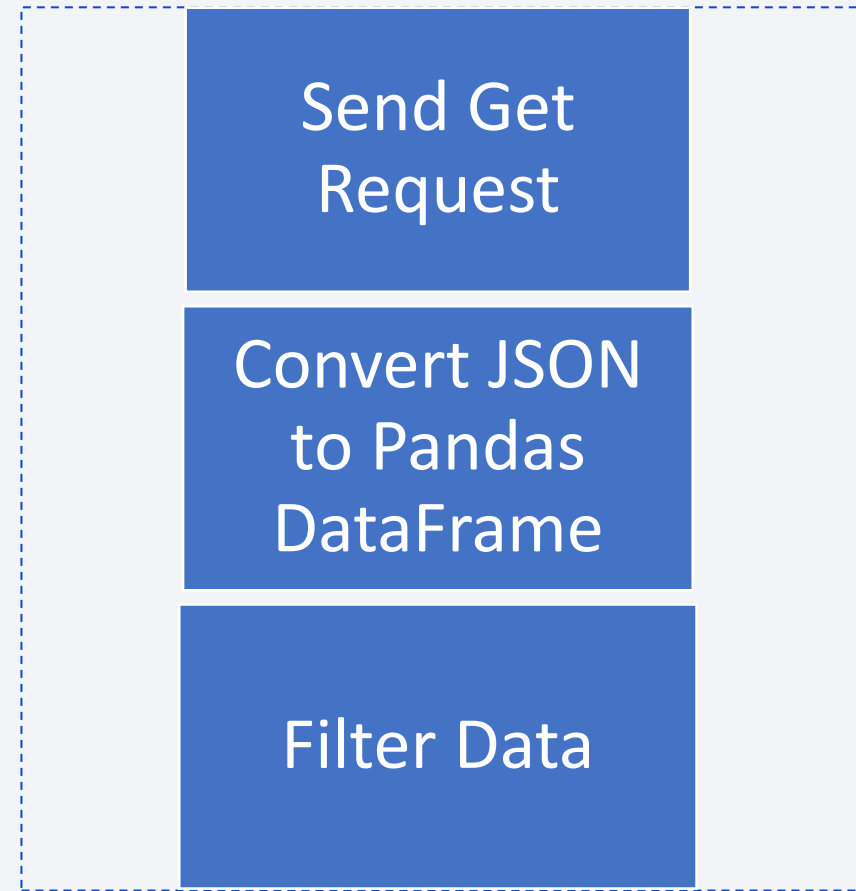 Send Get
Request
Convert JSON
to Pandas
DataFrame
Filter Data